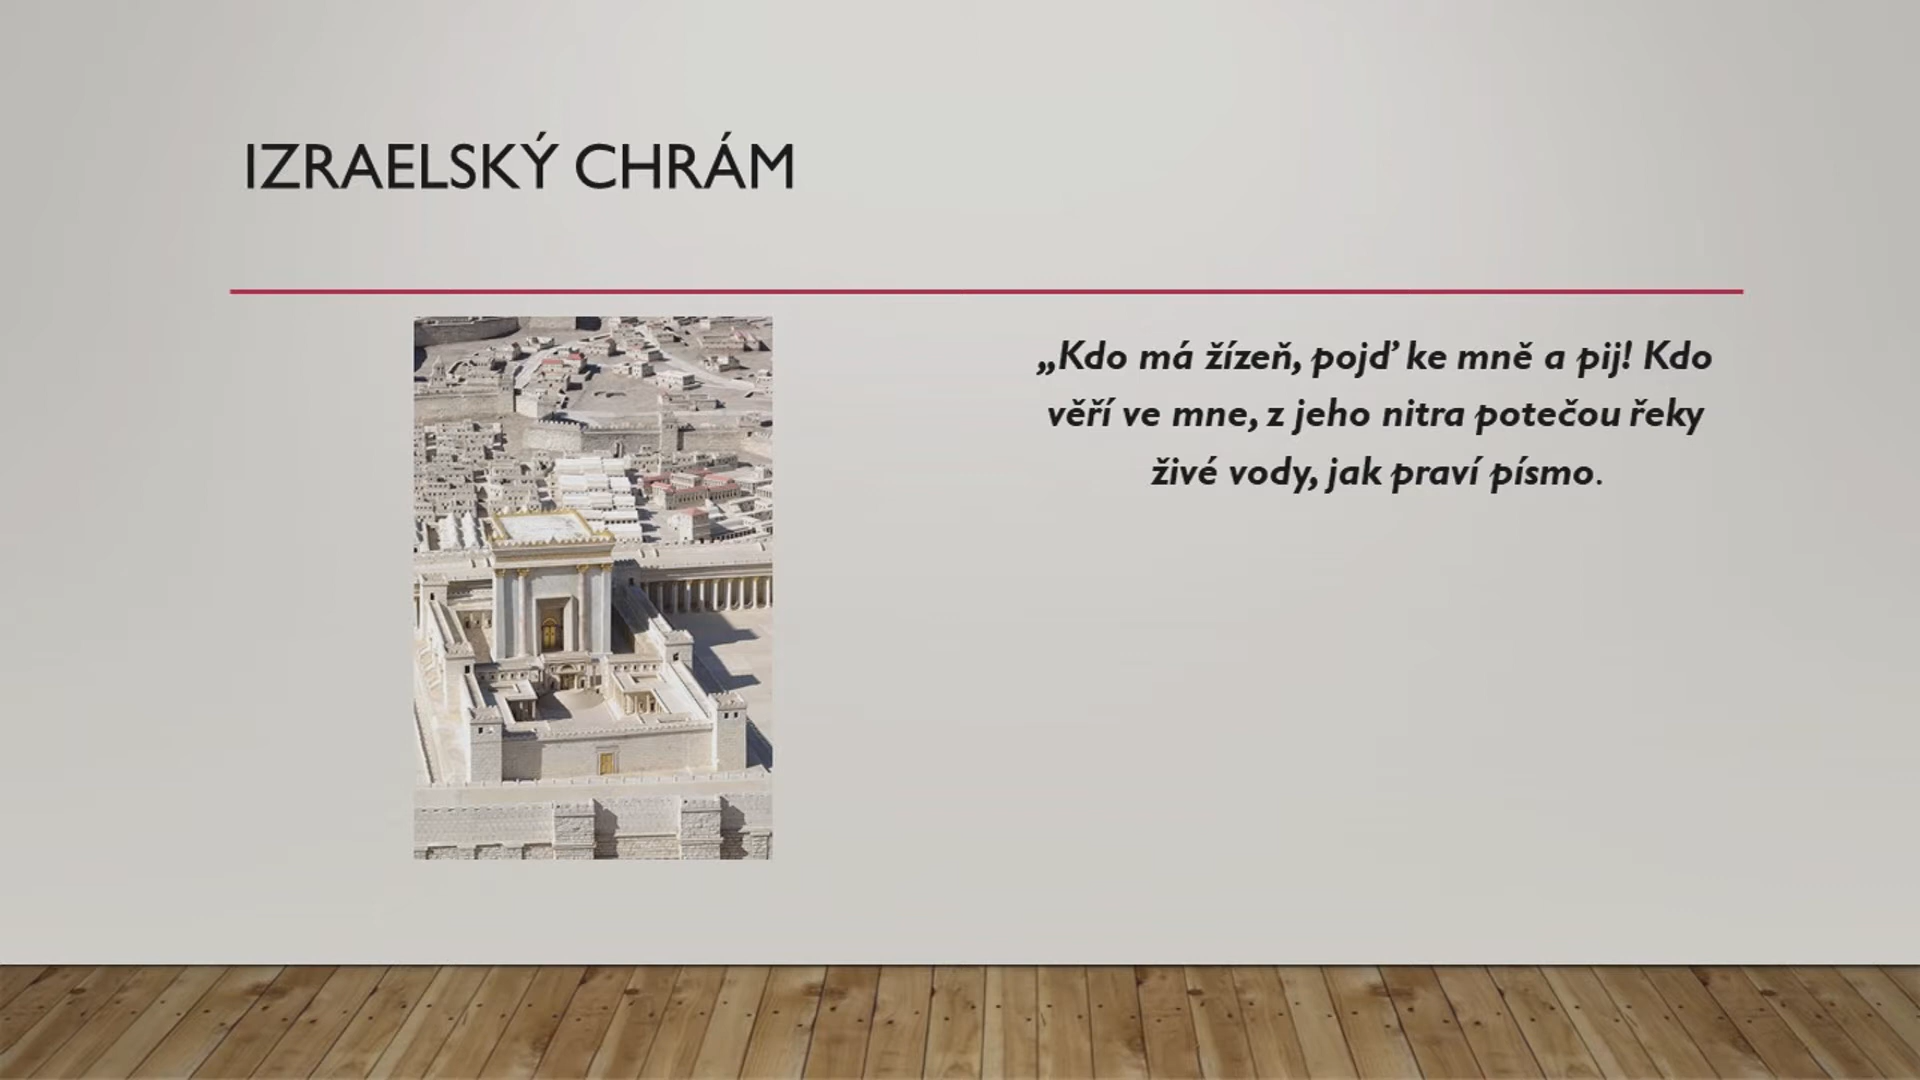 IZRAELSKÝ CHRÁM
„Kdo má žízeň, pojď ke mně a pij! Kdo
věří ve mne, z jeho nitra potečou řeky
živé vody, jak praví písmo.